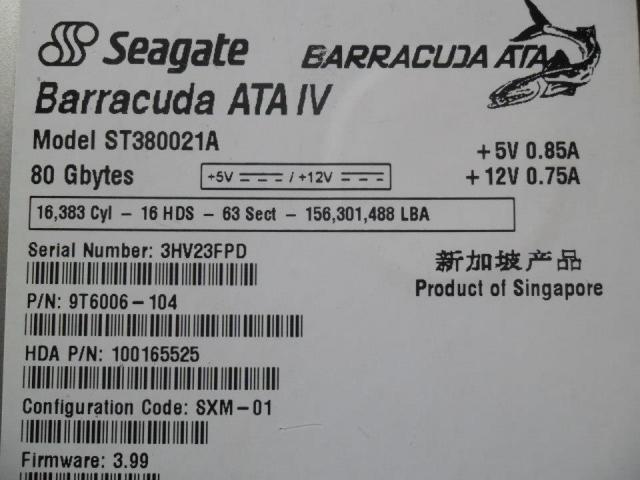 Seagate BARRACUDA ATA
Barracuda ATA IV
Model ST380021A
+5V 0.85A
80 Gbytes
+5V / +12V
+12V 0.75A
16,383 Cyl – 16 HDS – 63 Sect – 156,301,488 LBA
Serial Number: 3HV23FPD
新加坡产品
Product of Singapore
P/N: 9T6006–104
HDA P/N: 100165525
Configuration Code: SXM–01
Firmware: 3.99